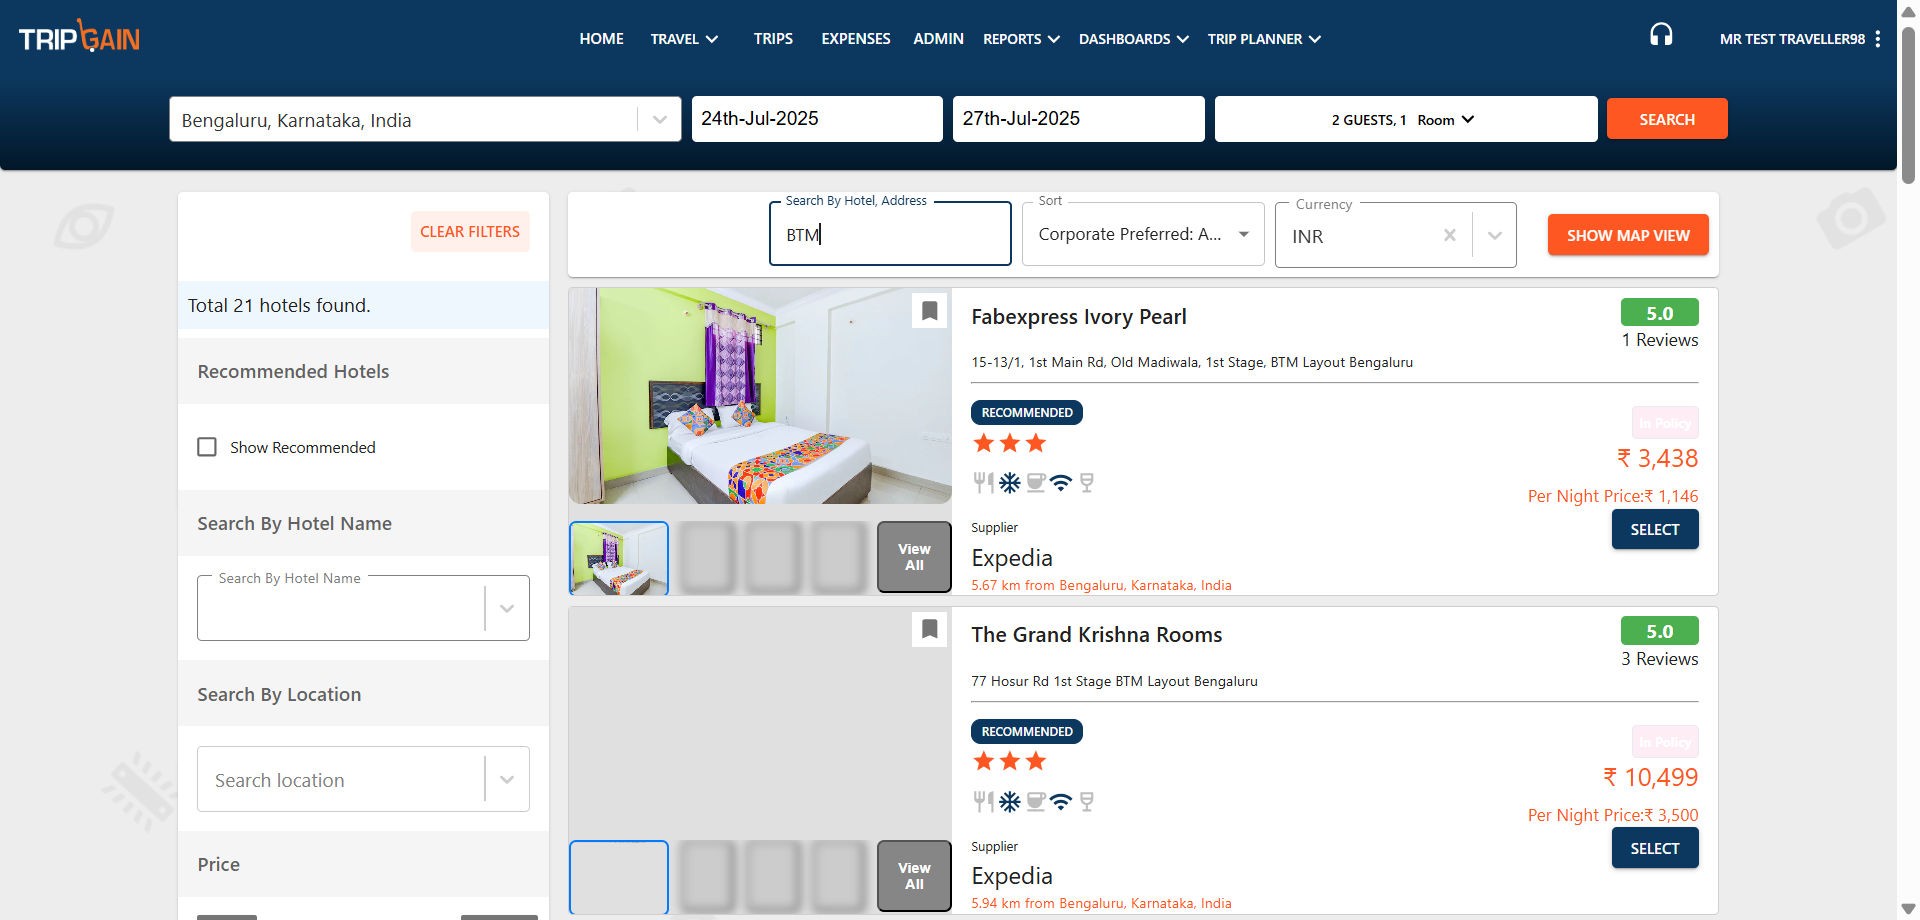 TRIPGAIN
HOME TRAVEL TRIPS EXPENSES ADMIN REPORTS DASHBOARDS TRIP PLANNER
MR TEST TRAVELLER98
Bengaluru, Karnataka, India
24th-Jul-2025
27th-Jul-2025
2 GUESTS, 1 Room
SEARCH
CLEAR FILTERS
Total 21 hotels found.
Recommended Hotels
Show Recommended
Search By Hotel Name
Search By Hotel Name
Search By Location
Search location
Price
Search By Hotel, Address
BTM
Sort
Corporate Preferred: A...
Currency
INR
SHOW MAP VIEW
Fabexpress Ivory Pearl
5.0
1 Reviews
15-13/1, 1st Main Rd, Old Madiwala, 1st Stage, BTM Layout Bengaluru
RECOMMENDED
In Policy
₹ 3,438
Per Night Price:₹ 1,146
SELECT
Supplier
Expedia
5.67 km from Bengaluru, Karnataka, India
View
All
The Grand Krishna Rooms
5.0
3 Reviews
77 Hosur Rd 1st Stage BTM Layout Bengaluru
RECOMMENDED
In Policy
₹ 10,499
Per Night Price:₹ 3,500
SELECT
Supplier
Expedia
5.94 km from Bengaluru, Karnataka, India
View
All